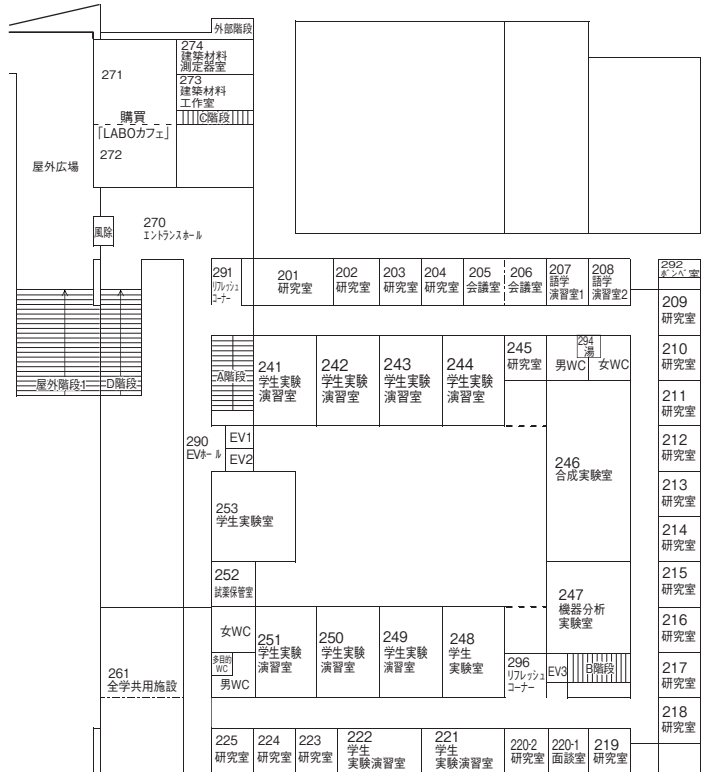 外部階段
274
建築材料
測定器室
273
建築材料
工作室
C階段
271
購買
「LABOカフェ」
272
屋外広場
風除
270
エントランスホール
291
リフレッシュ
コーナー
201
研究室
202
研究室
203
研究室
204
研究室
205
会議室
206
会議室
207
語学
演習室1
208
語学
演習室2
292
ボンベ室
209
研究室
屋外階段1
D階段
A階段
241
学生実験
演習室
242
学生実験
演習室
243
学生実験
演習室
244
学生実験
演習室
245
研究室
294
湯
男WC
女WC
210
研究室
211
研究室
290
EVホール
EV1
EV2
212
研究室
246
合成実験室
213
研究室
253
学生実験室
214
研究室
252
試薬保管室
247
機器分析
実験室
215
研究室
216
研究室
女WC
多目的
WC
男WC
251
学生実験
演習室
250
学生実験
演習室
249
学生実験
演習室
248
学生
実験室
296
リフレッシュ
コーナー
EV3
B階段
217
研究室
261
全学共用施設
218
研究室
225
研究室
224
研究室
223
研究室
222
学生
実験演習室
221
学生
実験演習室
220-2
研究室
220-1
面談室
219
研究室